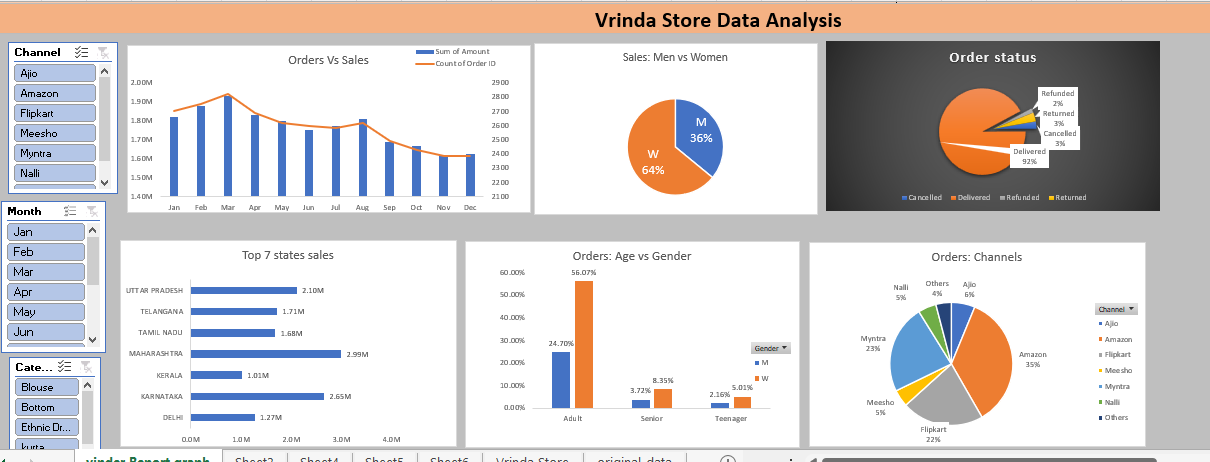 Vrinda Store Data Analysis
Channel
Ajio
Amazon
Flipkart
Meesho
Myntra
Nalli
Month
Jan
Feb
Mar
Apr
May
Jun
Cate...
Blouse
Bottom
Ethnic Dr...
kurta
Orders Vs Sales
Sum of Amount
Count of Order ID
2.00M
1.90M
1.80M
1.70M
1.60M
1.50M
1.40M
2900
2800
2700
2600
2500
2400
2300
2200
2100
Jan Feb Mar Apr May Jun Jul Aug Sep Oct Nov Dec
Sales: Men vs Women
M
36%
W
64%
Order status
Refunded
2%
Returned
3%
Cancelled
3%
Delivered
92%
Cancelled Delivered Refunded Returned
Top 7 states sales
UTTAR PRADESH 2.10M
TELANGANA 1.71M
TAMIL NADU 1.68M
MAHARASHTRA 2.99M
KERALA 1.01M
KARNATAKA 2.65M
DELHI 1.27M
0.0M 1.0M 2.0M 3.0M 4.0M
Orders: Age vs Gender
60.00%
50.00%
40.00%
30.00%
20.00%
10.00%
0.00%
24.70% 56.07%
3.72% 8.35%
2.16% 5.01%
Adult Senior Teenager
Gender
M
W
Orders: Channels
Ajio
6%
Amazon
35%
Flipkart
22%
Meesho
5%
Myntra
23%
Nalli
5%
Others
4%
Channel
Ajio
Amazon
Flipkart
Meesho
Myntra
Nalli
Others
vinder Report graph Sheet3 Sheet4 Sheet5 Sheet6 Vrinda Store original_data